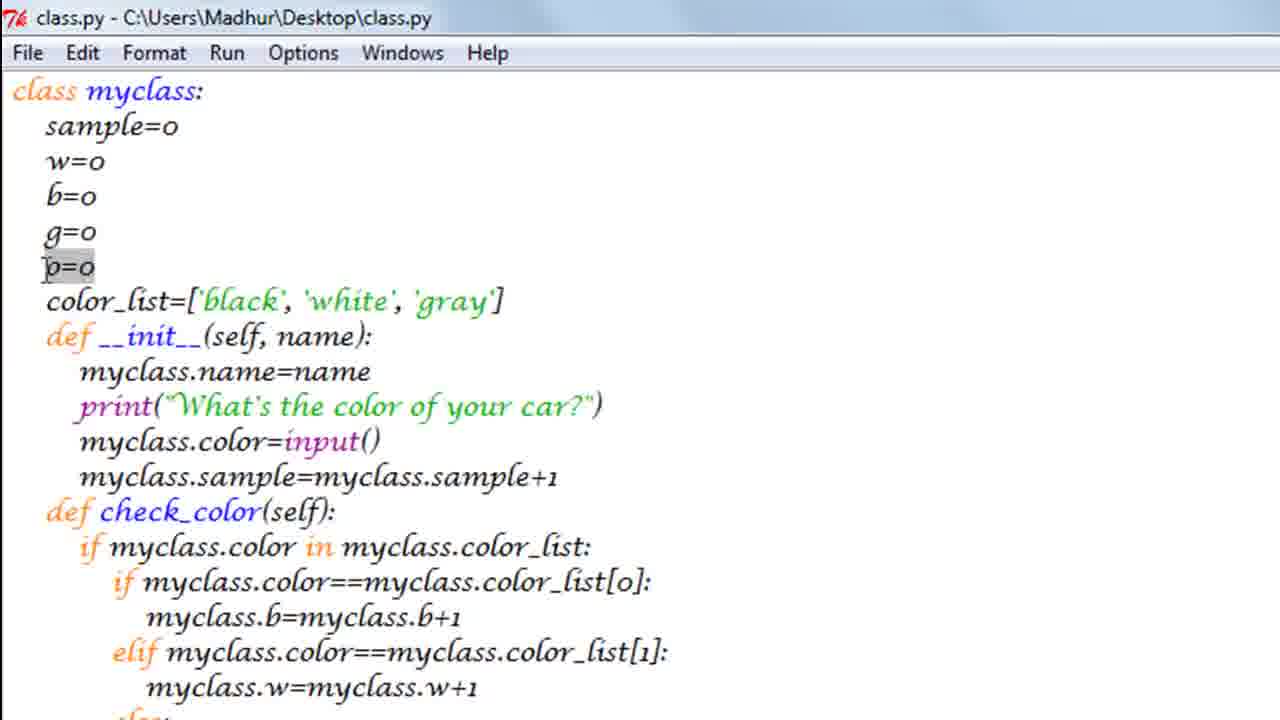 class.py - C:\Users\Madhur\Desktop\class.py
File Edit Format Run Options Windows Help
class myclass:
sample=0
w=0
b=0
g=0
o=0
color_list=['black', 'white', 'gray']
def __init__(self, name):
myclass.name=name
print("What's the color of your car?")
myclass.color=input()
myclass.sample=myclass.sample+1
def check_color(self):
if myclass.color in myclass.color_list:
if myclass.color==myclass.color_list[0]:
myclass.b=myclass.b+1
elif myclass.color==myclass.color_list[1]:
myclass.w=myclass.w+1
else: